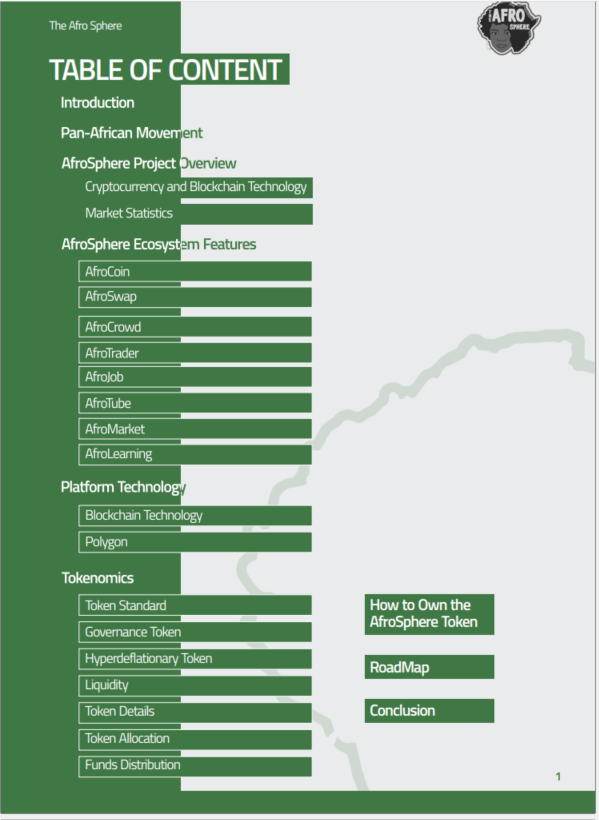 The Afro Sphere
AFRO
SPHERE
TABLE OF CONTENT
Introduction
Pan-African Movement
AfroSphere Project Overview
Cryptocurrency and Blockchain Technology
Market Statistics
AfroSphere Ecosystem Features
AfroCoin
AfroSwap
AfroCrowd
AfroTrader
AfroJob
AfroTube
AfroMarket
AfroLearning
Platform Technology
Blockchain Technology
Polygon
Tokenomics
Token Standard
Governance Token
Hyperdeflationary Token
Liquidity
Token Details
Token Allocation
Funds Distribution
How to Own the
AfroSphere Token
RoadMap
Conclusion
1